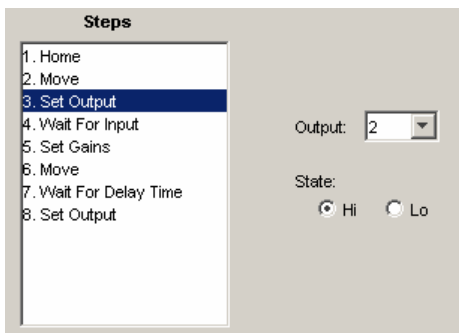 Steps
1. Home
2. Move
3. Set Output
4. Wait For Input
5. Set Gains
6. Move
7. Wait For Delay Time
8. Set Output
Output: 2
State:
Hi Lo